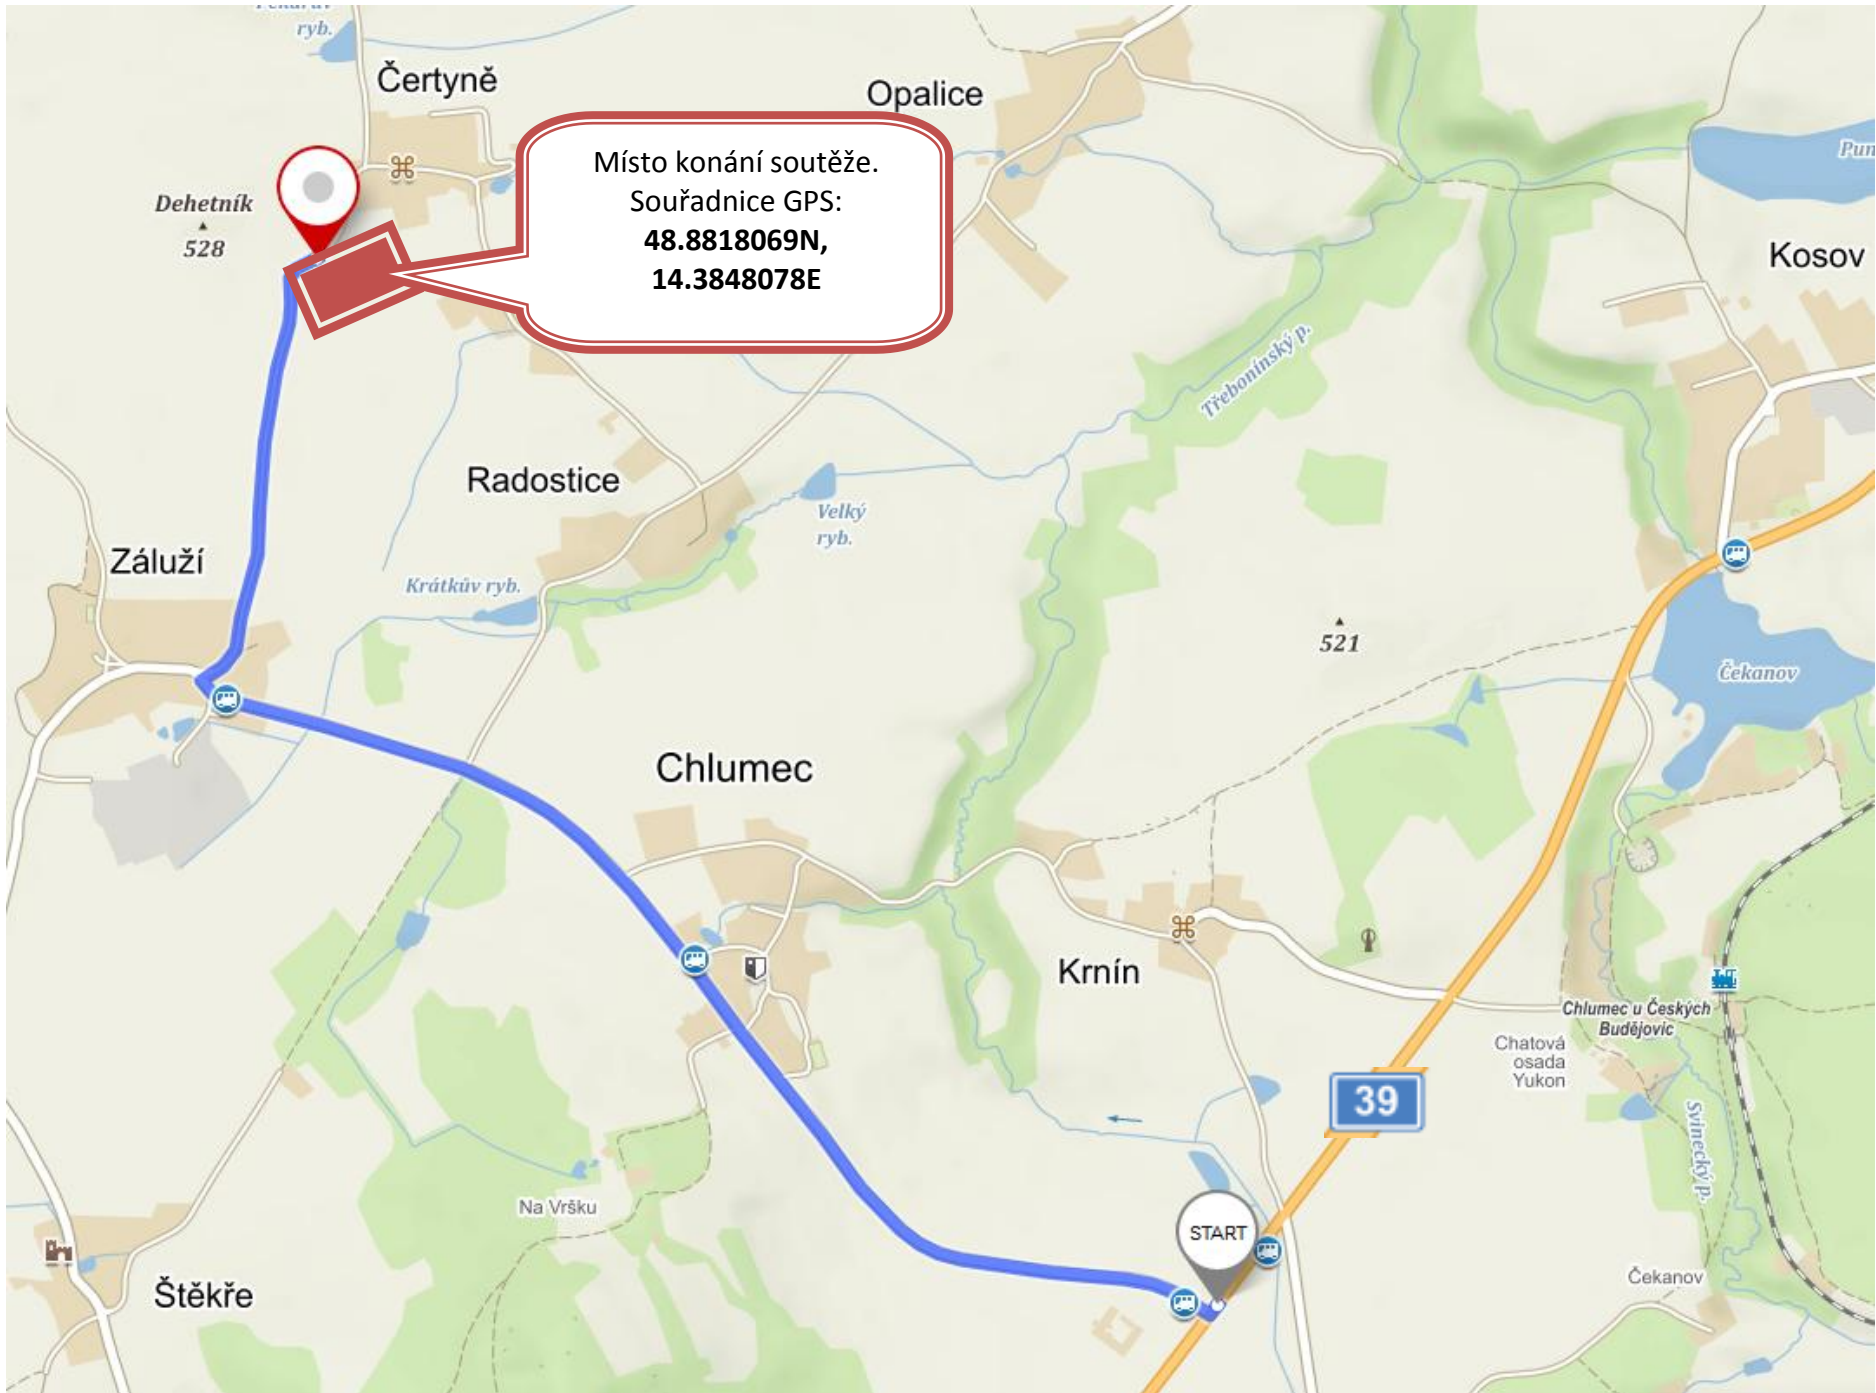 ryb.
Čertyně
Opalice
Místo konání soutěže.
Souřadnice GPS:
48.8818069N,
14.3848078E
Dehetník
528
Kosov
Třebonínský p.
Radostice
Velký
ryb.
Záluží
Krátkův ryb.
521
Čekanov
Chlumec
Krnín
Chlumec u Českých
Budějovic
Chatová
osada
Yukon
39
Svinecký p.
Na Vršku
START
Štěkře
Čekanov